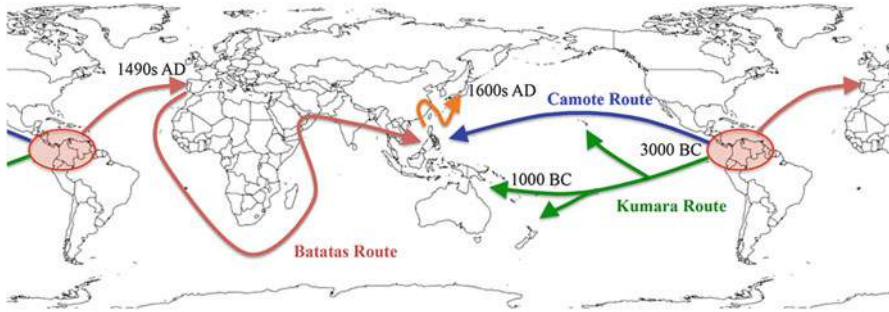 1490s AD
1600s AD
Camote Route
3000 BC
1000 BC
Kumara Route
Batatas Route